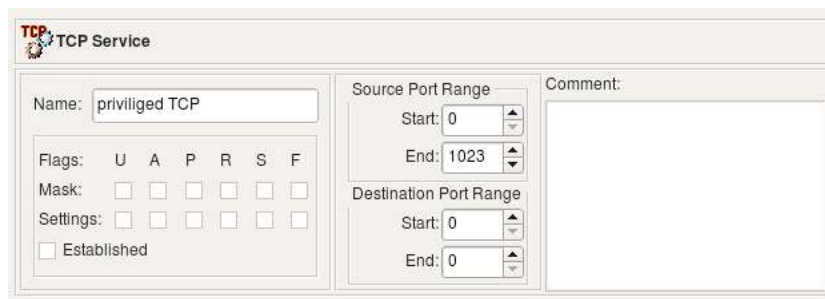 TCP TCP Service
Name: priviliged TCP
Flags: U A P R S F
Mask:
Settings:
Established
Source Port Range
Start: 0
End: 1023
Destination Port Range
Start: 0
End: 0
Comment: